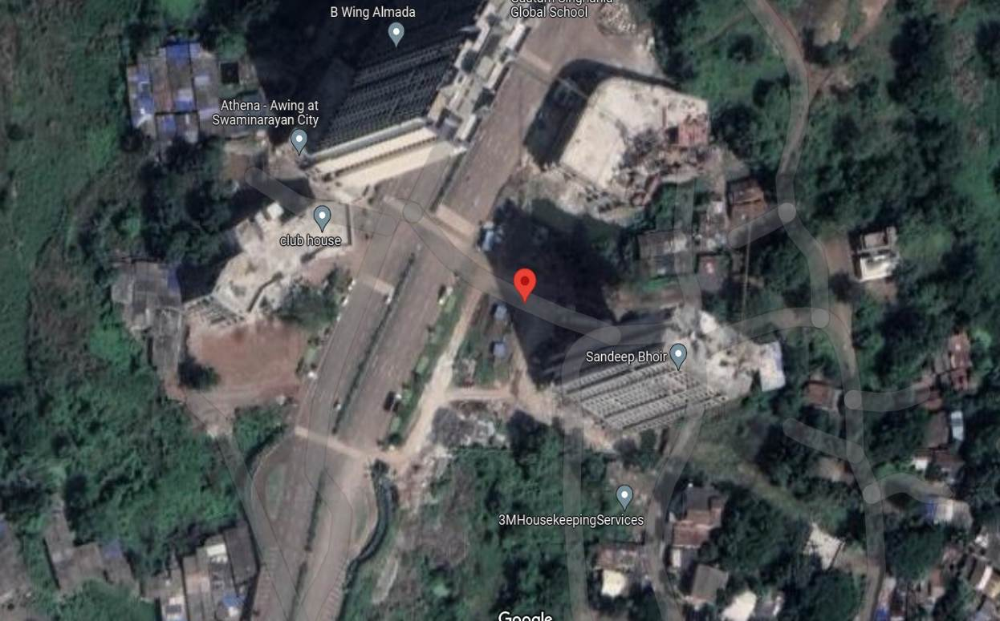 B Wing Almada
Global School
Athena - Awing at
Swaminarayan City
club house
Sandeep Bhoir
3MHousekeepingServices
Google